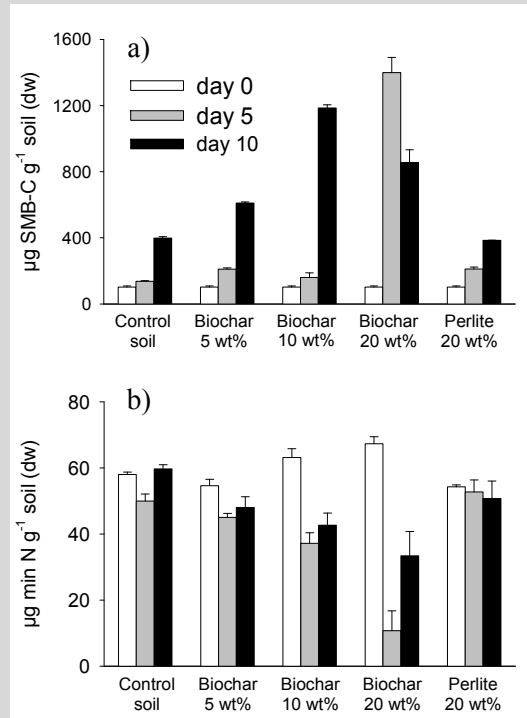 a)
µg SMB-C g⁻¹ soil (dw)
1600
1200
800
400
0
day 0
day 5
day 10
Control Biochar Biochar Biochar Perlite
soil 5 wt% 10 wt% 20 wt% 20 wt%
b)
µg min N g⁻¹ soil (dw)
80
60
40
20
0
Control Biochar Biochar Biochar Perlite
soil 5 wt% 10 wt% 20 wt% 20 wt%